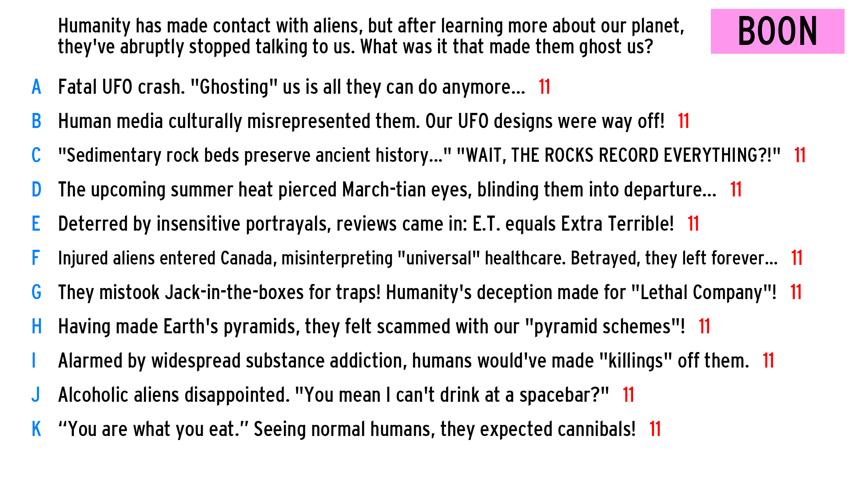 Humanity has made contact with aliens, but after learning more about our planet,
they've abruptly stopped talking to us. What was it that made them ghost us?
BOON
A Fatal UFO crash. "Ghosting" us is all they can do anymore... 11
B Human media culturally misrepresented them. Our UFO designs were way off! 11
C "Sedimentary rock beds preserve ancient history..." "WAIT, THE ROCKS RECORD EVERYTHING?!" 11
D The upcoming summer heat pierced March-tian eyes, blinding them into departure... 11
E Deterred by insensitive portrayals, reviews came in: E.T. equals Extra Terrible! 11
F Injured aliens entered Canada, misinterpreting "universal" healthcare. Betrayed, they left forever... 11
G They mistook Jack-in-the-boxes for traps! Humanity's deception made for "Lethal Company"! 11
H Having made Earth's pyramids, they felt scammed with our "pyramid schemes"! 11
I Alarmed by widespread substance addiction, humans would've made "killings" off them. 11
J Alcoholic aliens disappointed. "You mean I can't drink at a spacebar?" 11
K “You are what you eat.” Seeing normal humans, they expected cannibals! 11